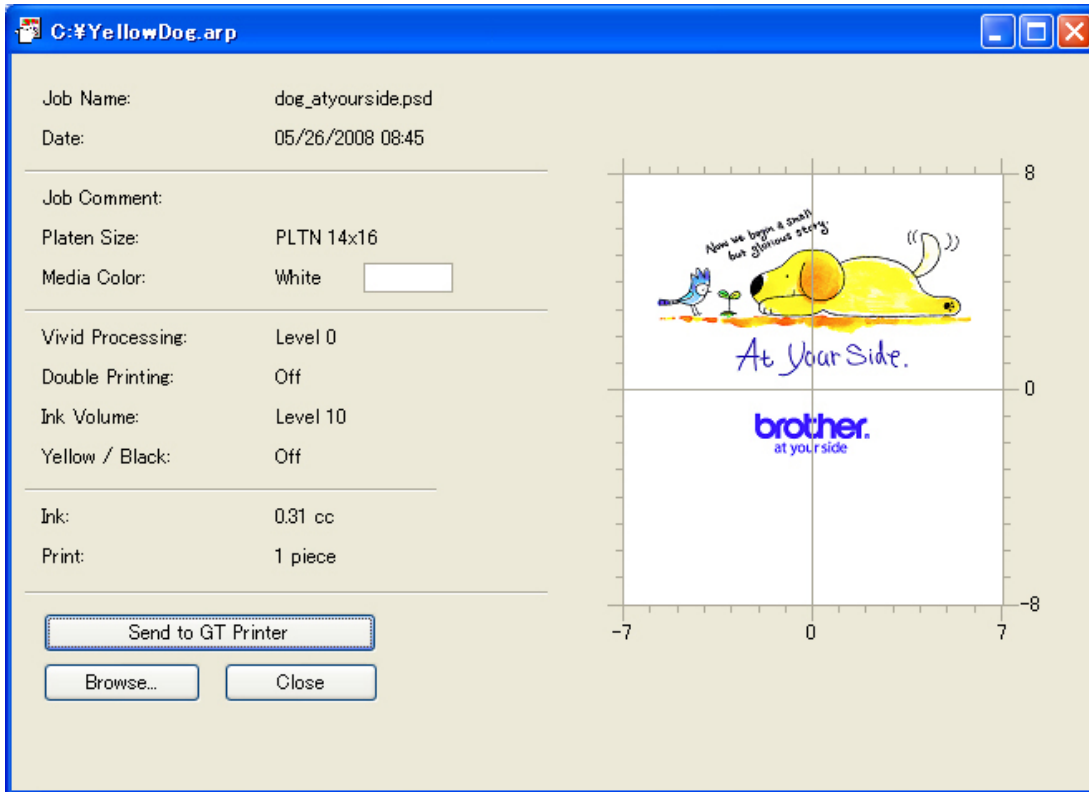 C:¥YellowDog.arp
Job Name: dog_atyourside.psd
Date: 05/26/2008 08:45
Job Comment:
Platen Size: PLTN 14x16
Media Color: White
Vivid Processing: Level 0
Double Printing: Off
Ink Volume: Level 10
Yellow / Black: Off
Ink: 0.31 cc
Print: 1 piece
Send to GT Printer
Browse... Close
8
Now we begin a small
but glorious story.
At Your Side.
0
brother.
at your side
-8
-7 0 7